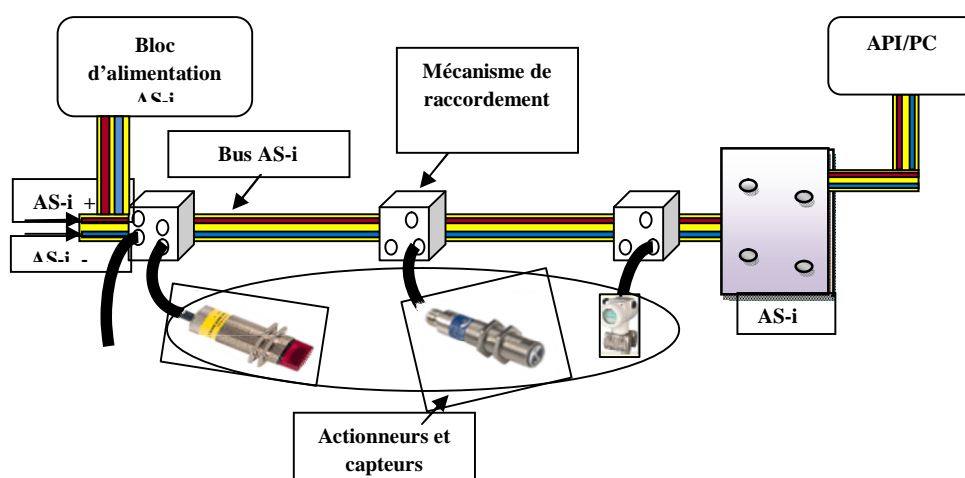 Bloc
d’alimentation
AS-i
API/PC
Mécanisme de
raccordement
Bus AS-i
AS-i +
AS-i -
AS-i
Actionneurs et
capteurs